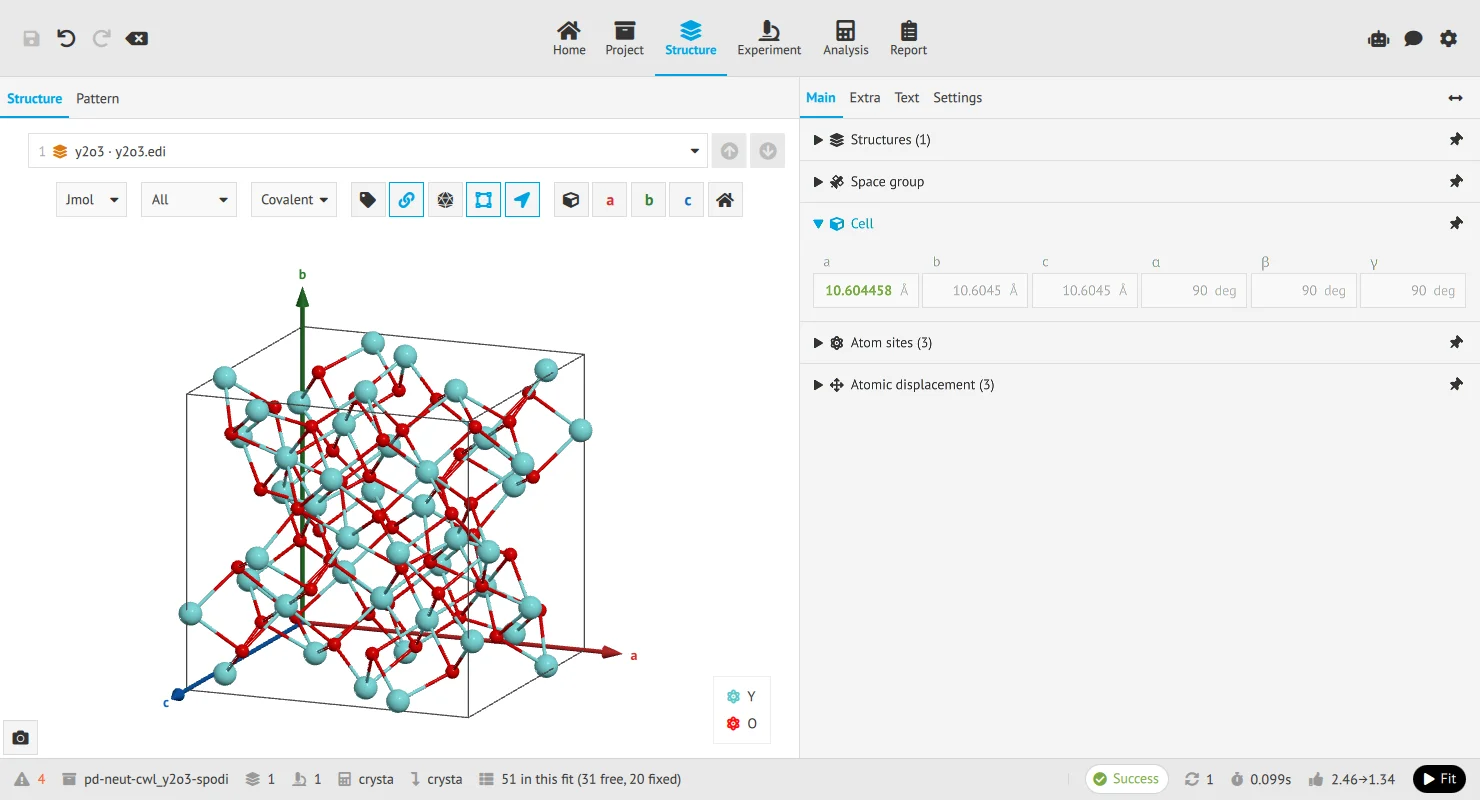 Home Project Structure Experiment Analysis Report
Structure Pattern
Main Extra Text Settings
1 y2o3 · y2o3.edi
Jmol All Covalent a b c
b
a
c
Y
O
Structures (1)
Space group
Cell
a b c α β γ
10.604458 Å 10.6045 Å 10.6045 Å 90 deg 90 deg 90 deg
Atom sites (3)
Atomic displacement (3)
4 pd-neut-cwl_y2o3-spodi 1 1 crysta crysta 51 in this fit (31 free, 20 fixed) Success 1 0.099s 2.46→1.34 Fit